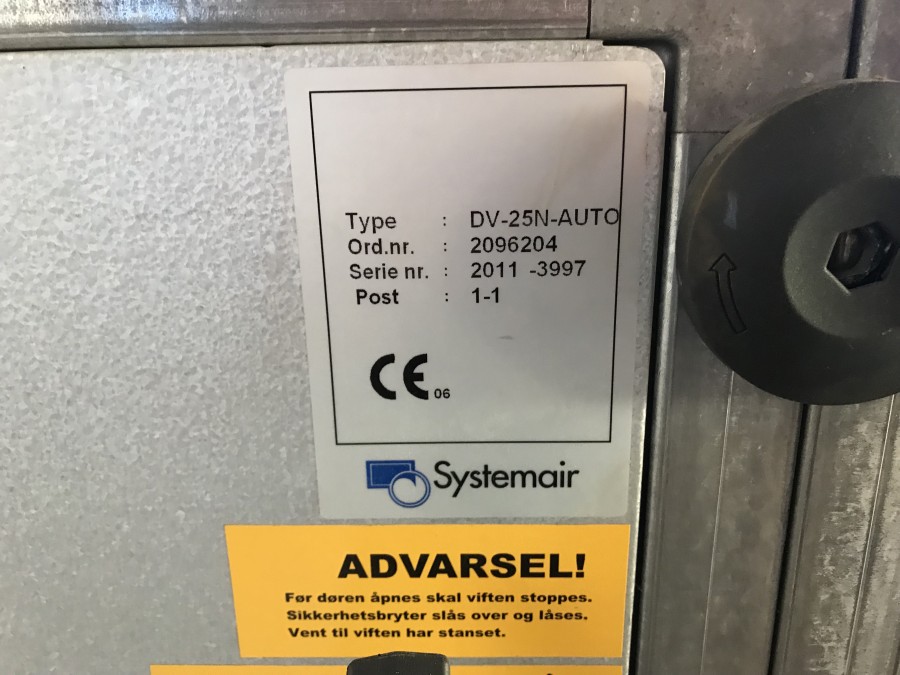 Type : DV-25N-AUTO
Ord.nr. : 2096204
Serie nr. : 2011 -3997
Post : 1-1
CE 06
Systemair
ADVARSEL!
Før døren åpnes skal viften stoppes.
Sikkerhetsbryter slås over og låses.
Vent til viften har stanset.